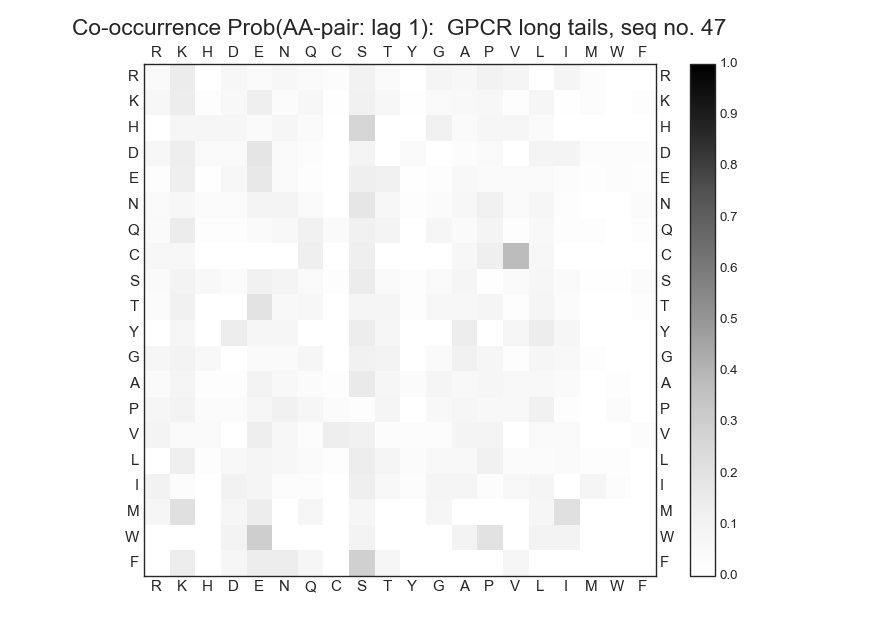 Co-occurrence Prob(AA-pair: lag 1):  GPCR long tails, seq no. 47
R K H D E N Q C S T Y G A P V L I M W F
R R
K K
H H
D D
E E
N N
Q Q
C C
S S
T T
Y Y
G G
A A
P P
V V
L L
I I
M M
W W
F F
R K H D E N Q C S T Y G A P V L I M W F
1.0
0.9
0.8
0.7
0.6
0.5
0.4
0.3
0.2
0.1
0.0